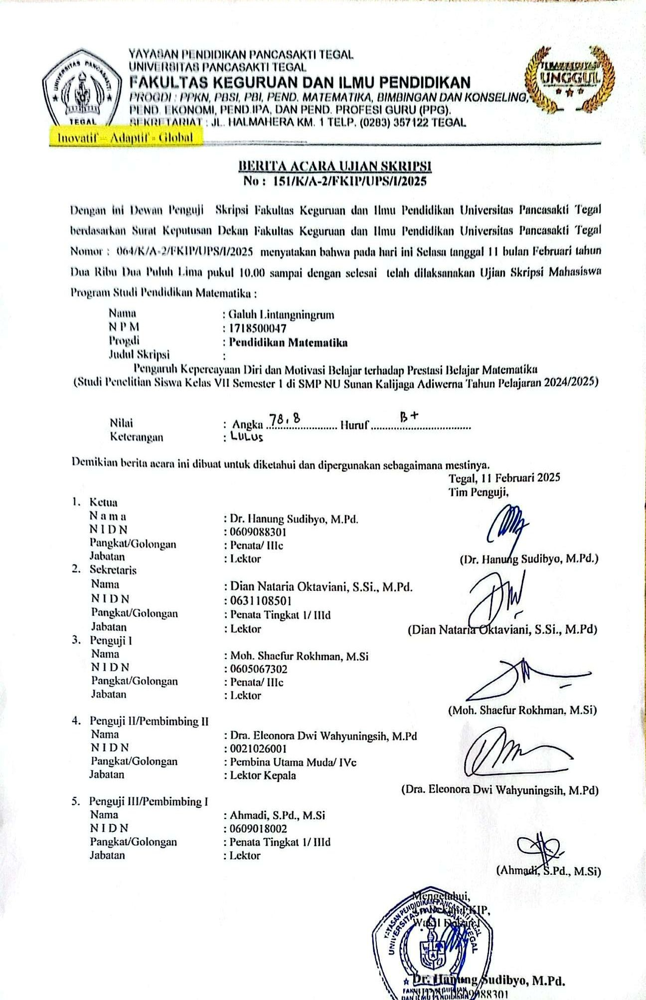 UNIVERSITAS PANCASAKTI
TEGAL
YAYASAN PENDIDIKAN PANCASAKTI TEGAL
UNIVERSITAS PANCASAKTI TEGAL
FAKULTAS KEGURUAN DAN ILMU PENDIDIKAN
PROGDI : PPKN, PBSI, PBI, PEND. MATEMATIKA, BIMBINGAN DAN KONSELING,
PEND. EKONOMI, PEND.IPA, DAN PEND. PROFESI GURU (PPG).
SEKRETARIAT : JL. HALMAHERA KM. 1 TELP. (0283) 357122 TEGAL
TERAKREDITASI
UNGGUL
Inovatif – Adaptif - Global
BERITA ACARA UJIAN SKRIPSI
No : 151/K/A-2/FKIP/UPS/I/2025
Dengan ini Dewan Penguji Skripsi Fakultas Keguruan dan Ilmu Pendidikan Universitas Pancasakti Tegal
berdasarkan Surat Keputusan Dekan Fakultas Keguruan dan Ilmu Pendidikan Universitas Pancasakti Tegal
Nomor : 064/K/A-2/FKIP/UPS/I/2025 menyatakan bahwa pada hari ini Selasa tanggal 11 bulan Februari tahun
Dua Ribu Dua Puluh Lima pukul 10.00 sampai dengan selesai telah dilaksanakan Ujian Skripsi Mahasiswa
Program Studi Pendidikan Matematika :
Nama : Galuh Lintangningrum
N P M : 1718500047
Progdi : Pendidikan Matematika
Judul Skripsi :
Pengaruh Kepercayaan Diri dan Motivasi Belajar terhadap Prestasi Belajar Matematika
(Studi Penelitian Siswa Kelas VII Semester 1 di SMP NU Sunan Kalijaga Adiwerna Tahun Pelajaran 2024/2025)
Nilai : Angka 78,8 Huruf B+
Keterangan : LULUS
Demikian berita acara ini dibuat untuk diketahui dan dipergunakan sebagaimana mestinya.
Tegal, 11 Februari 2025
Tim Penguji,
1. Ketua
N a m a : Dr. Hanung Sudibyo, M.Pd.
N I D N : 0609088301
Pangkat/Golongan : Penata/ IIIc
Jabatan : Lektor
(Dr. Hanung Sudibyo, M.Pd.)
2. Sekretaris
Nama : Dian Nataria Oktaviani, S.Si., M.Pd.
N I D N : 0631108501
Pangkat/Golongan : Penata Tingkat 1/ IIId
Jabatan : Lektor
(Dian Nataria Oktaviani, S.Si., M.Pd)
3. Penguji I
Nama : Moh. Shaefur Rokhman, M.Si
N I D N : 0605067302
Pangkat/Golongan : Penata/ IIIc
Jabatan : Lektor
(Moh. Shaefur Rokhman, M.Si)
4. Penguji II/Pembimbing II
Nama : Dra. Eleonora Dwi Wahyuningsih, M.Pd
N I D N : 0021026001
Pangkat/Golongan : Pembina Utama Muda/ IVc
Jabatan : Lektor Kepala
(Dra. Eleonora Dwi Wahyuningsih, M.Pd)
5. Penguji III/Pembimbing I
Nama : Ahmadi, S.Pd., M.Si
N I D N : 0609018002
Pangkat/Golongan : Penata Tingkat 1/ IIId
Jabatan : Lektor
(Ahmadi, S.Pd., M.Si)
Mengetahui,
Dekan FKIP,
Wakil Dekan I
YAYASAN PENDIDIKAN PANCASAKTI TEGAL
UNIVERSITAS PANCASAKTI TEGAL
Dr. Hanung Sudibyo, M.Pd.
FAKULTAS KEGURUAN
DAN ILMU PENDIDIKAN
0609088301